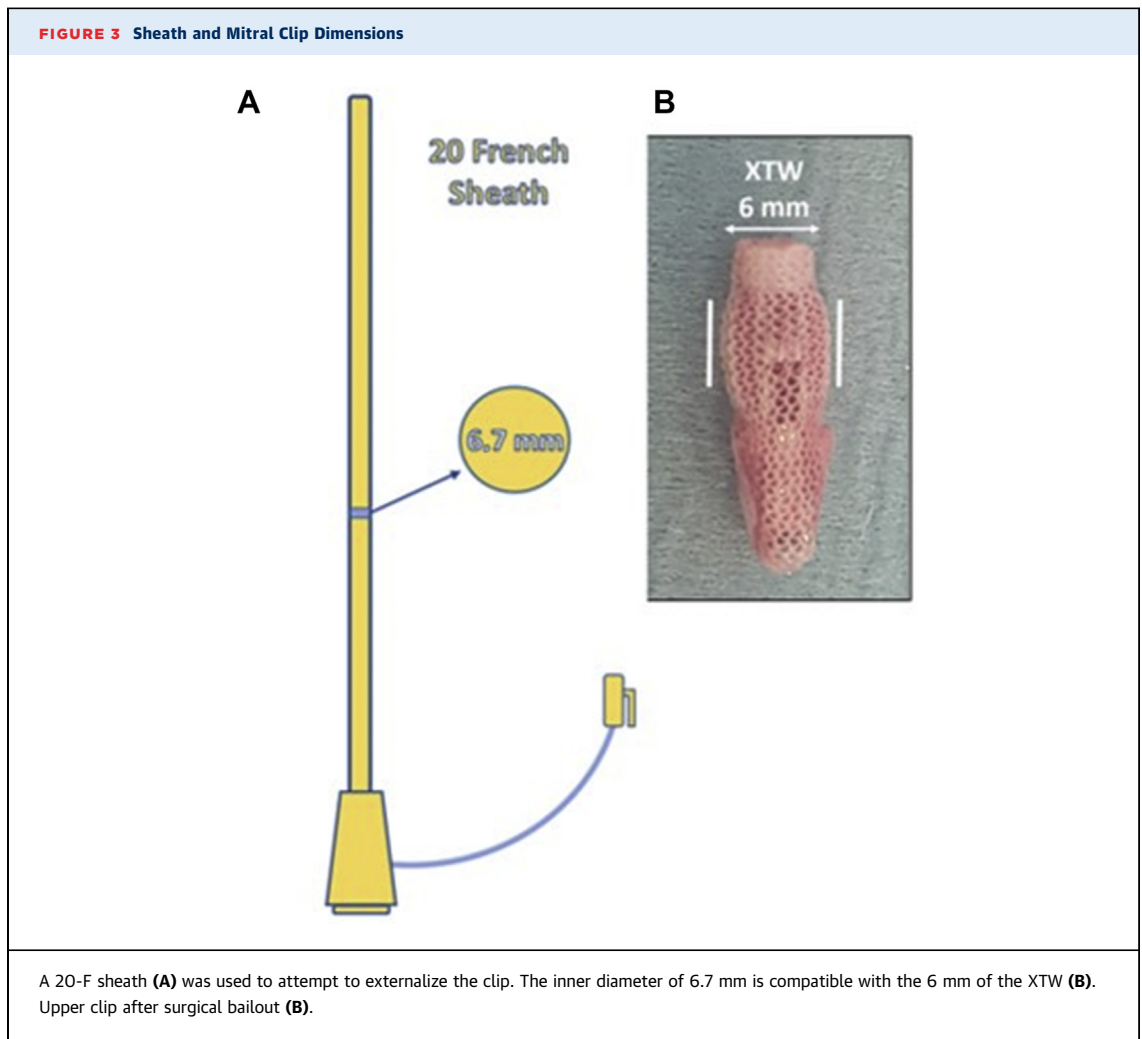 FIGURE 3 Sheath and Mitral Clip Dimensions
A
20 French
Sheath
6.7 mm
B
XTW
6 mm
A 20-F sheath (A) was used to attempt to externalize the clip. The inner diameter of 6.7 mm is compatible with the 6 mm of the XTW (B).
Upper clip after surgical bailout (B).